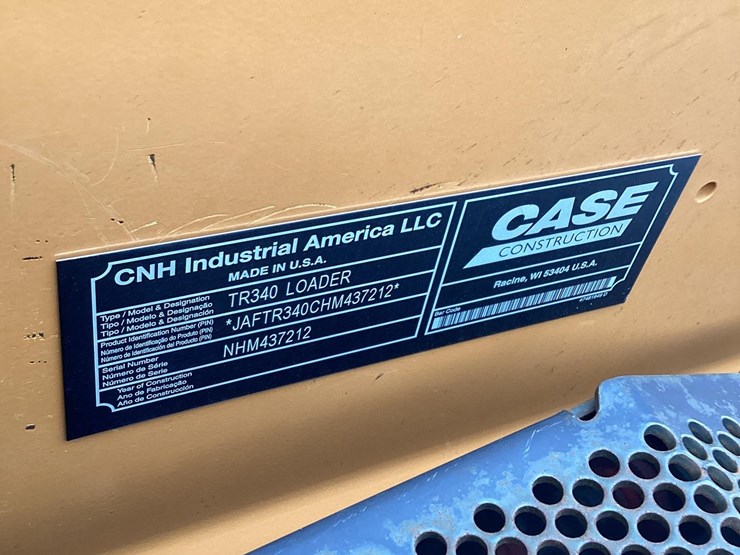 CNH Industrial America LLC
MADE IN U.S.A.
Type / Model & Designation
Tipo / Modelo & Designação
Tipo / Modelo & Designación
TR340 LOADER
Product Identification Number (PIN)
Número de Identificação do Produto (PIN)
Número de Identificación del Producto (PIN)
*JAFTR340CHM437212*
Serial Number
Número de Série
Número de Serie
NHM437212
Year of Construction
Ano de Fabricação
Año de Construcción
CASE
CONSTRUCTION
Racine, WI 53404 U.S.A.
Bar Code